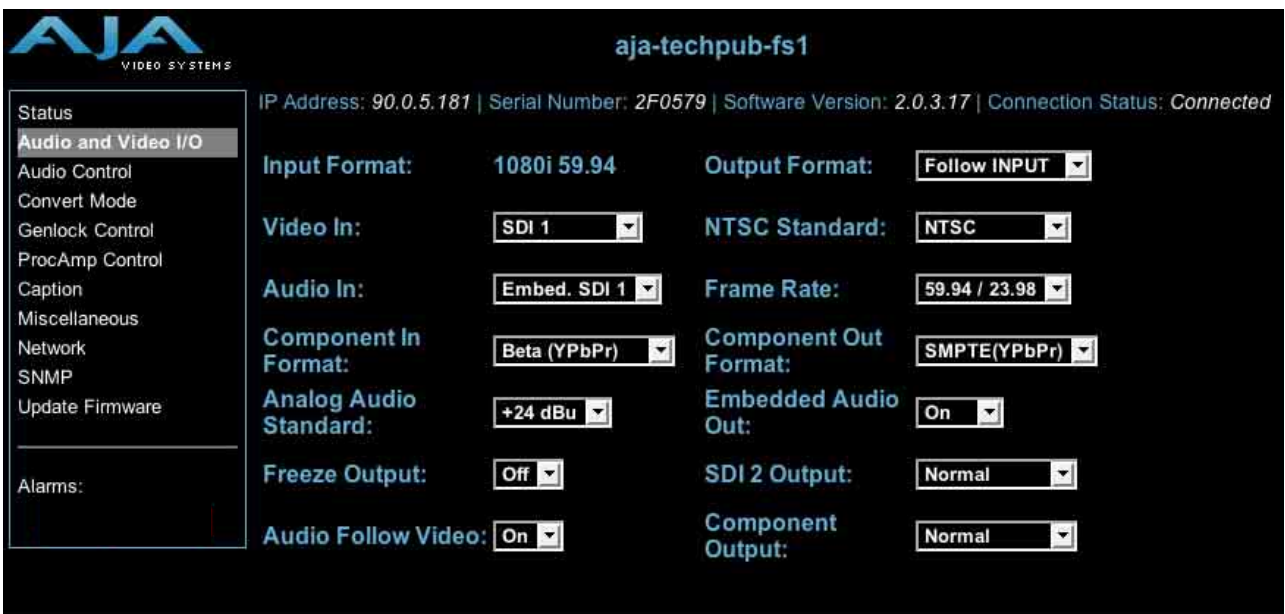 AJA
VIDEO SYSTEMS
aja-techpub-fs1
IP Address: 90.0.5.181 | Serial Number: 2F0579 | Software Version: 2.0.3.17 | Connection Status: Connected
Status
Audio and Video I/O
Audio Control
Convert Mode
Genlock Control
ProcAmp Control
Caption
Miscellaneous
Network
SNMP
Update Firmware
Alarms:
Input Format: 1080i 59.94 Output Format: Follow INPUT
Video In: SDI 1 NTSC Standard: NTSC
Audio In: Embed. SDI 1 Frame Rate: 59.94 / 23.98
Component In
Format: Beta (YPbPr) Component Out
Format: SMPTE(YPbPr)
Analog Audio
Standard: +24 dBu Embedded Audio
Out: On
Freeze Output: Off SDI 2 Output: Normal
Audio Follow Video: On Component
Output: Normal